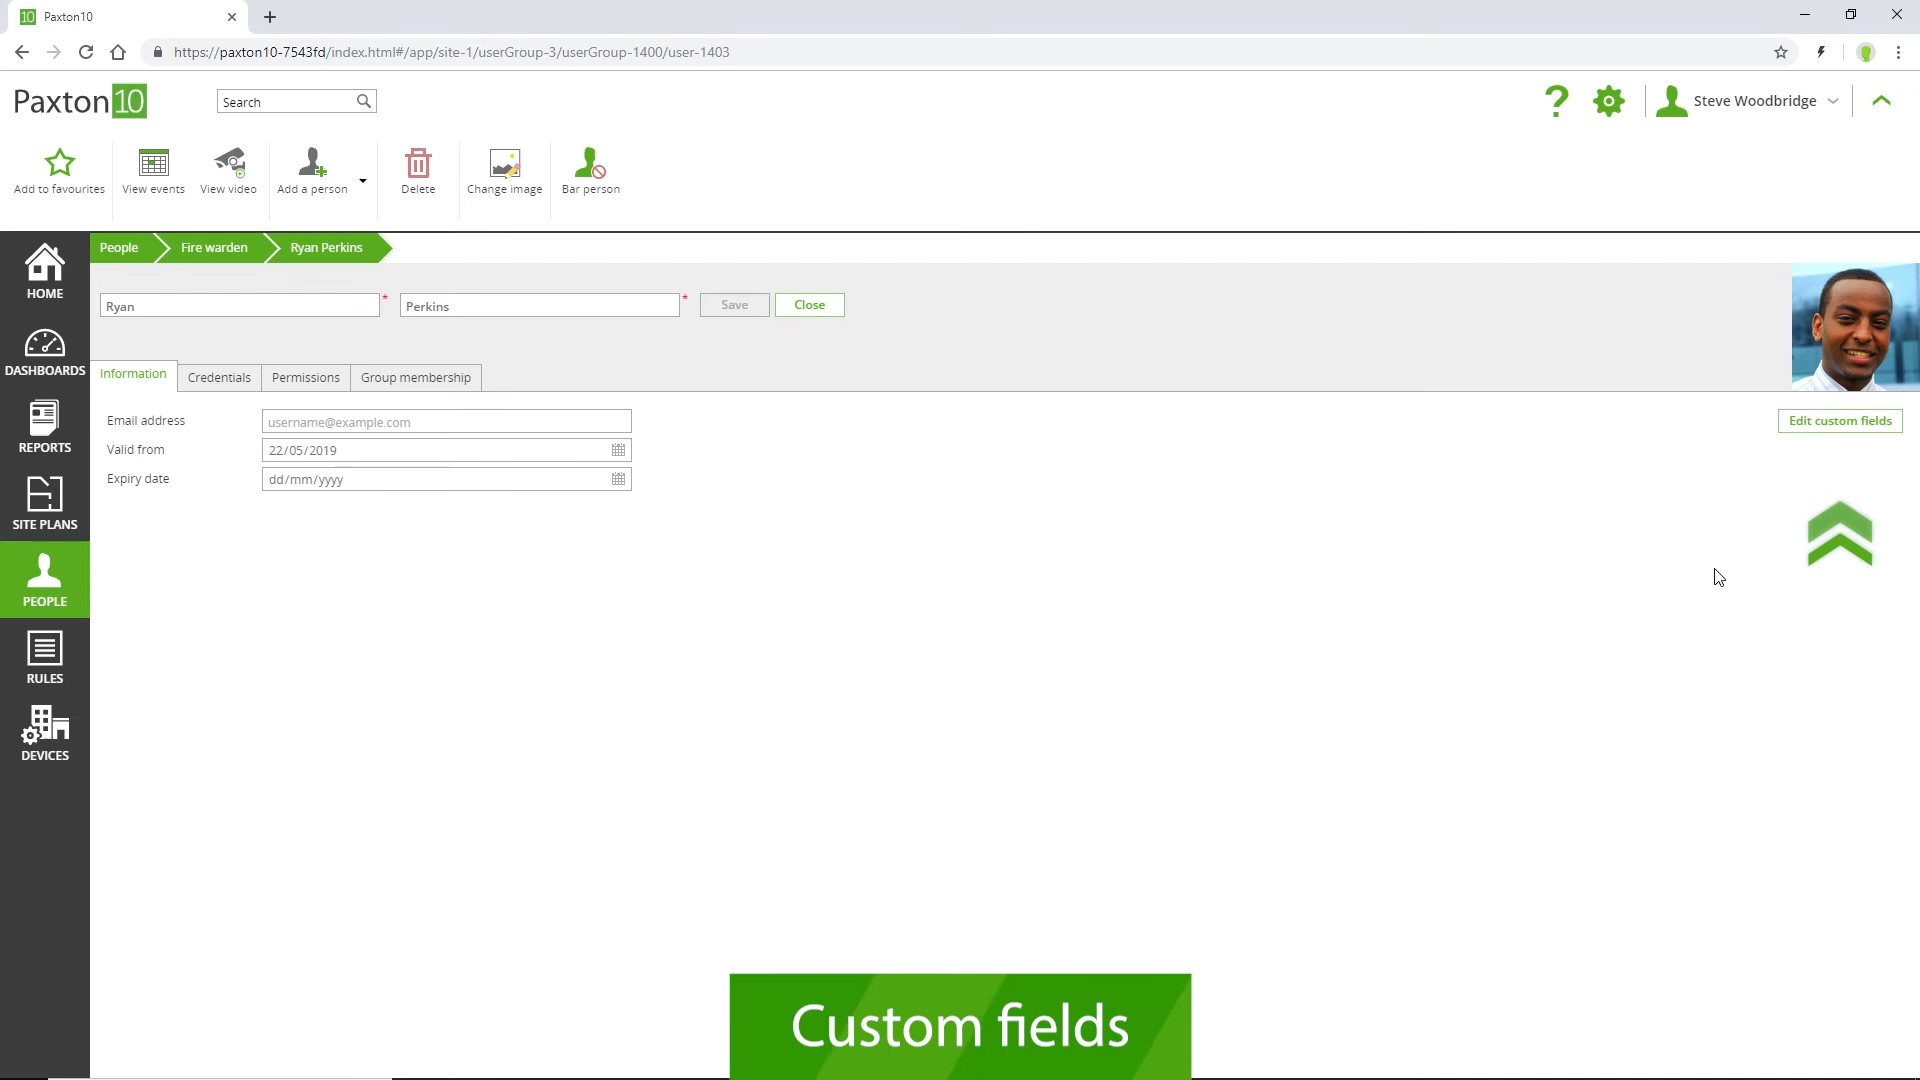 10 Paxton10
https://paxton10-7543fd/index.html#/app/site-1/userGroup-3/userGroup-1400/user-1403
Paxton10
Search
? Steve Woodbridge
Add to favourites
View events
View video
Add a person
Delete
Change image
Bar person
HOME
DASHBOARDS
REPORTS
SITE PLANS
PEOPLE
RULES
DEVICES
People Fire warden Ryan Perkins
Ryan * Perkins * Save Close
Information Credentials Permissions Group membership
Email address username@example.com Edit custom fields
Valid from 22/05/2019
Expiry date dd/mm/yyyy
Custom fields